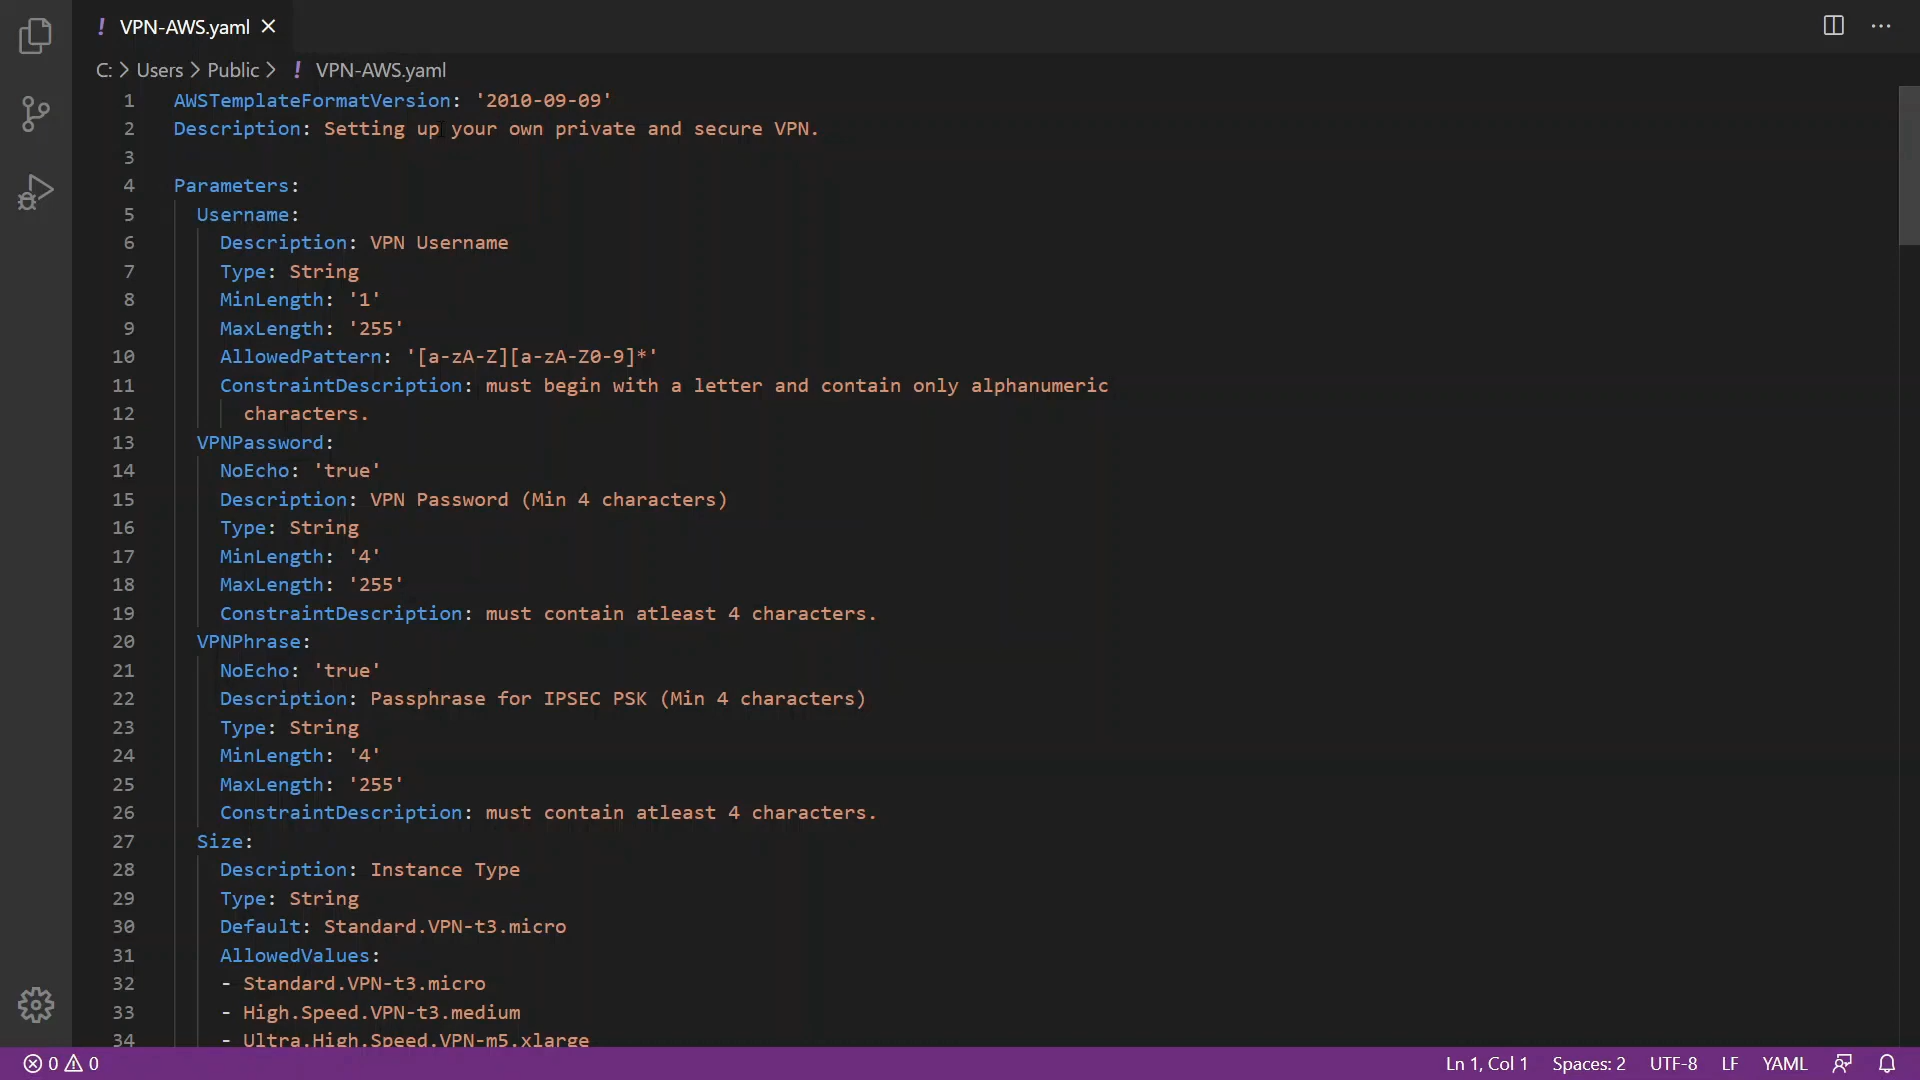 VPN-AWS.yaml
C: > Users > Public > ! VPN-AWS.yaml
1 AWSTemplateFormatVersion: '2010-09-09'
2 Description: Setting up your own private and secure VPN.
3
4 Parameters:
5   Username:
6     Description: VPN Username
7     Type: String
8     MinLength: '1'
9     MaxLength: '255'
10     AllowedPattern: '[a-zA-Z][a-zA-Z0-9]*'
11     ConstraintDescription: must begin with a letter and contain only alphanumeric
12       characters.
13   VPNPassword:
14     NoEcho: 'true'
15     Description: VPN Password (Min 4 characters)
16     Type: String
17     MinLength: '4'
18     MaxLength: '255'
19     ConstraintDescription: must contain atleast 4 characters.
20   VPNPhrase:
21     NoEcho: 'true'
22     Description: Passphrase for IPSEC PSK (Min 4 characters)
23     Type: String
24     MinLength: '4'
25     MaxLength: '255'
26     ConstraintDescription: must contain atleast 4 characters.
27   Size:
28     Description: Instance Type
29     Type: String
30     Default: Standard.VPN-t3.micro
31     AllowedValues:
32     - Standard.VPN-t3.micro
33     - High.Speed.VPN-t3.medium
34     - Ultra.High.Speed.VPN-m5.xlarge
0 0 Ln 1, Col 1 Spaces: 2 UTF-8 LF YAML